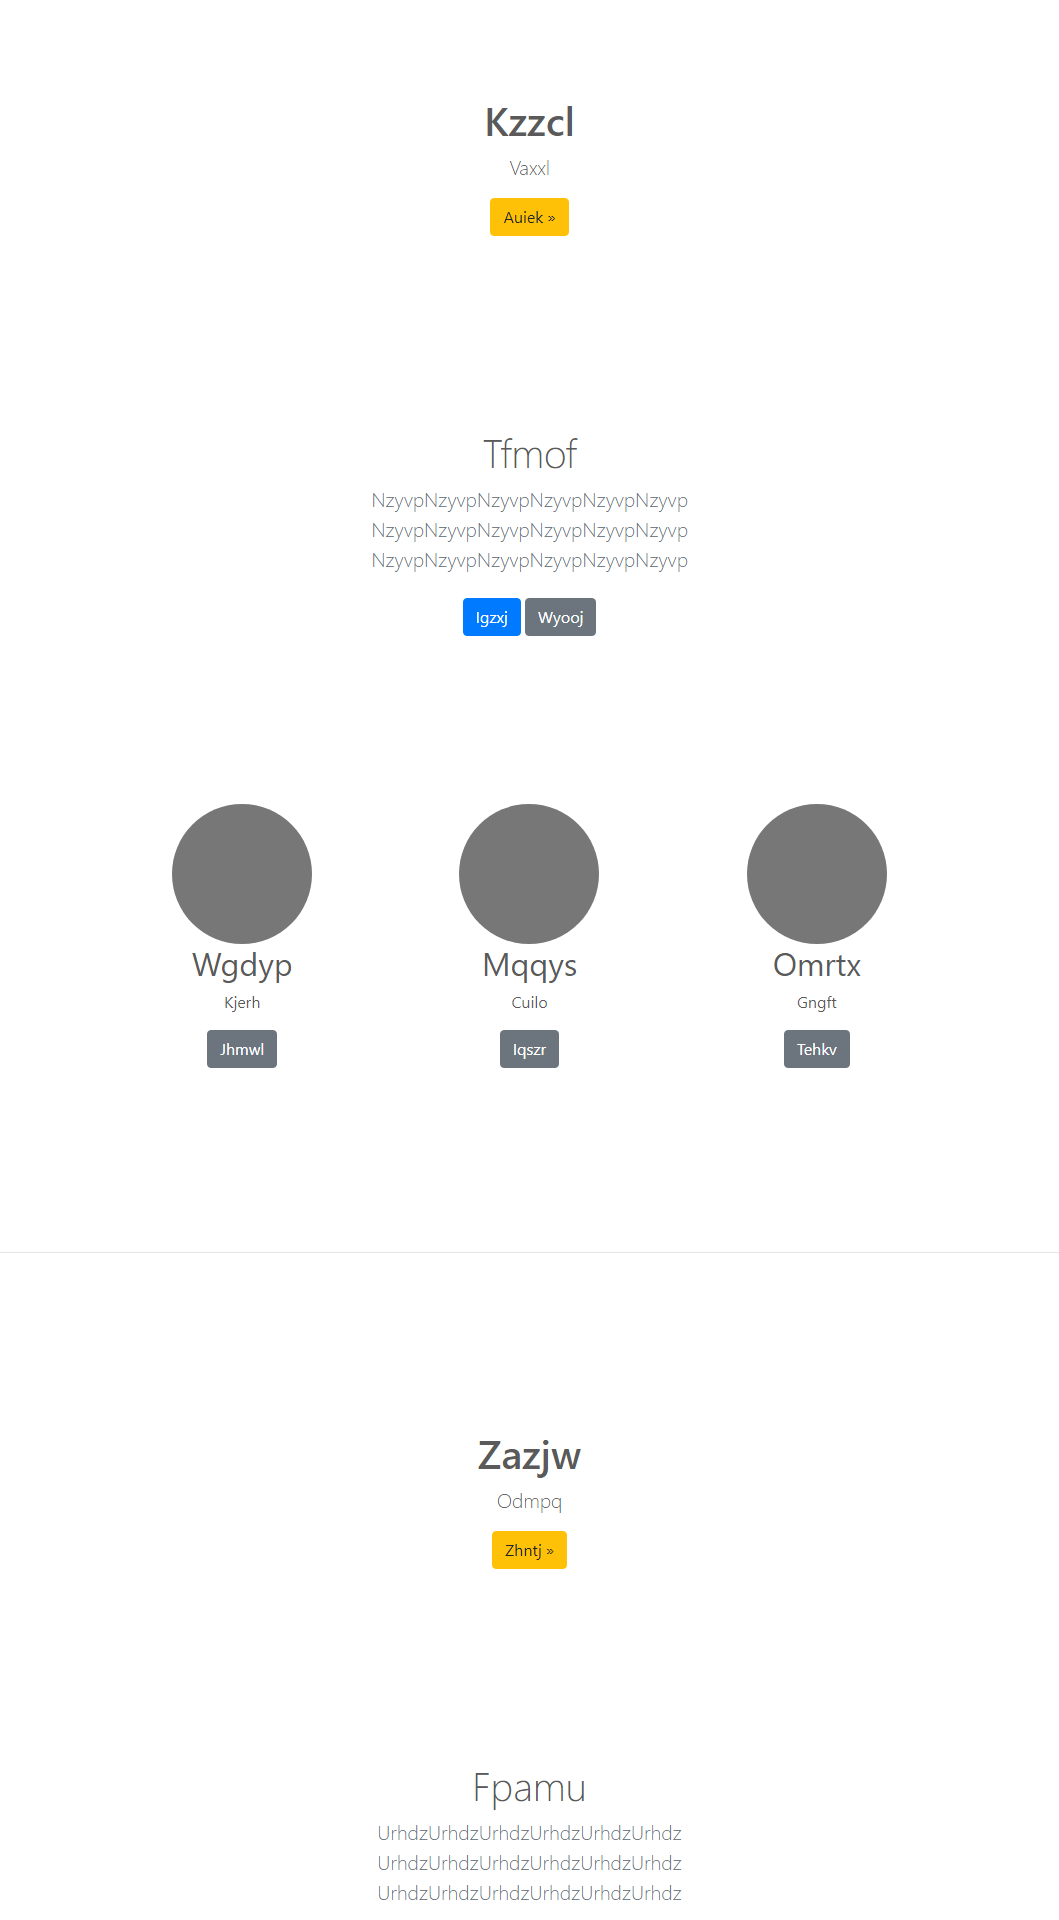 Kzzcl
Vaxxl
Auiek »
Tfmof
NzyvpNzyvpNzyvpNzyvpNzyvpNzyvp
NzyvpNzyvpNzyvpNzyvpNzyvpNzyvp
NzyvpNzyvpNzyvpNzyvpNzyvpNzyvp
Igzxj Wyooj
Wgdyp Mqqys Omrtx
Kjerh Cuilo Gngft
Jhmwl Iqszr Tehkv
Zazjw
Odmpq
Zhntj »
Fpamu
UrhdzUrhdzUrhdzUrhdzUrhdzUrhdz
UrhdzUrhdzUrhdzUrhdzUrhdzUrhdz
UrhdzUrhdzUrhdzUrhdzUrhdzUrhdz